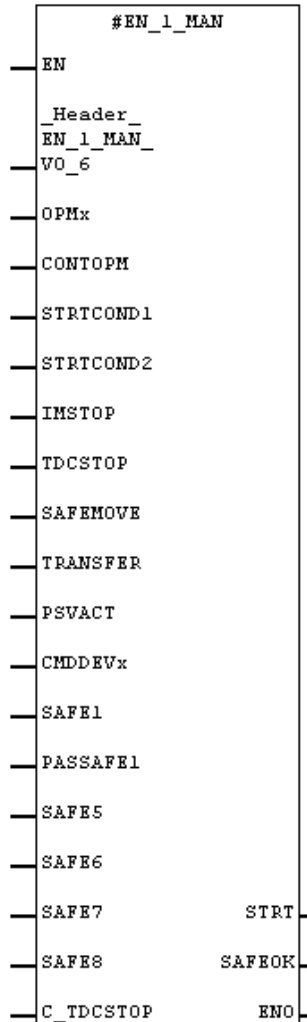 #EN_1_MAN
EN
_Header_
EN_1_MAN_
VO_6
OPMx
CONTOPM
STRTCOND1
STRTCOND2
IMSTOP
TDCSTOP
SAFEMOVE
TRANSFER
PSVACT
CMDDEVx
SAFE1
PASSAFE1
SAFE5
SAFE6
SAFE7 STRT
SAFE8 SAFEOK
C_TDCSTOP ENO